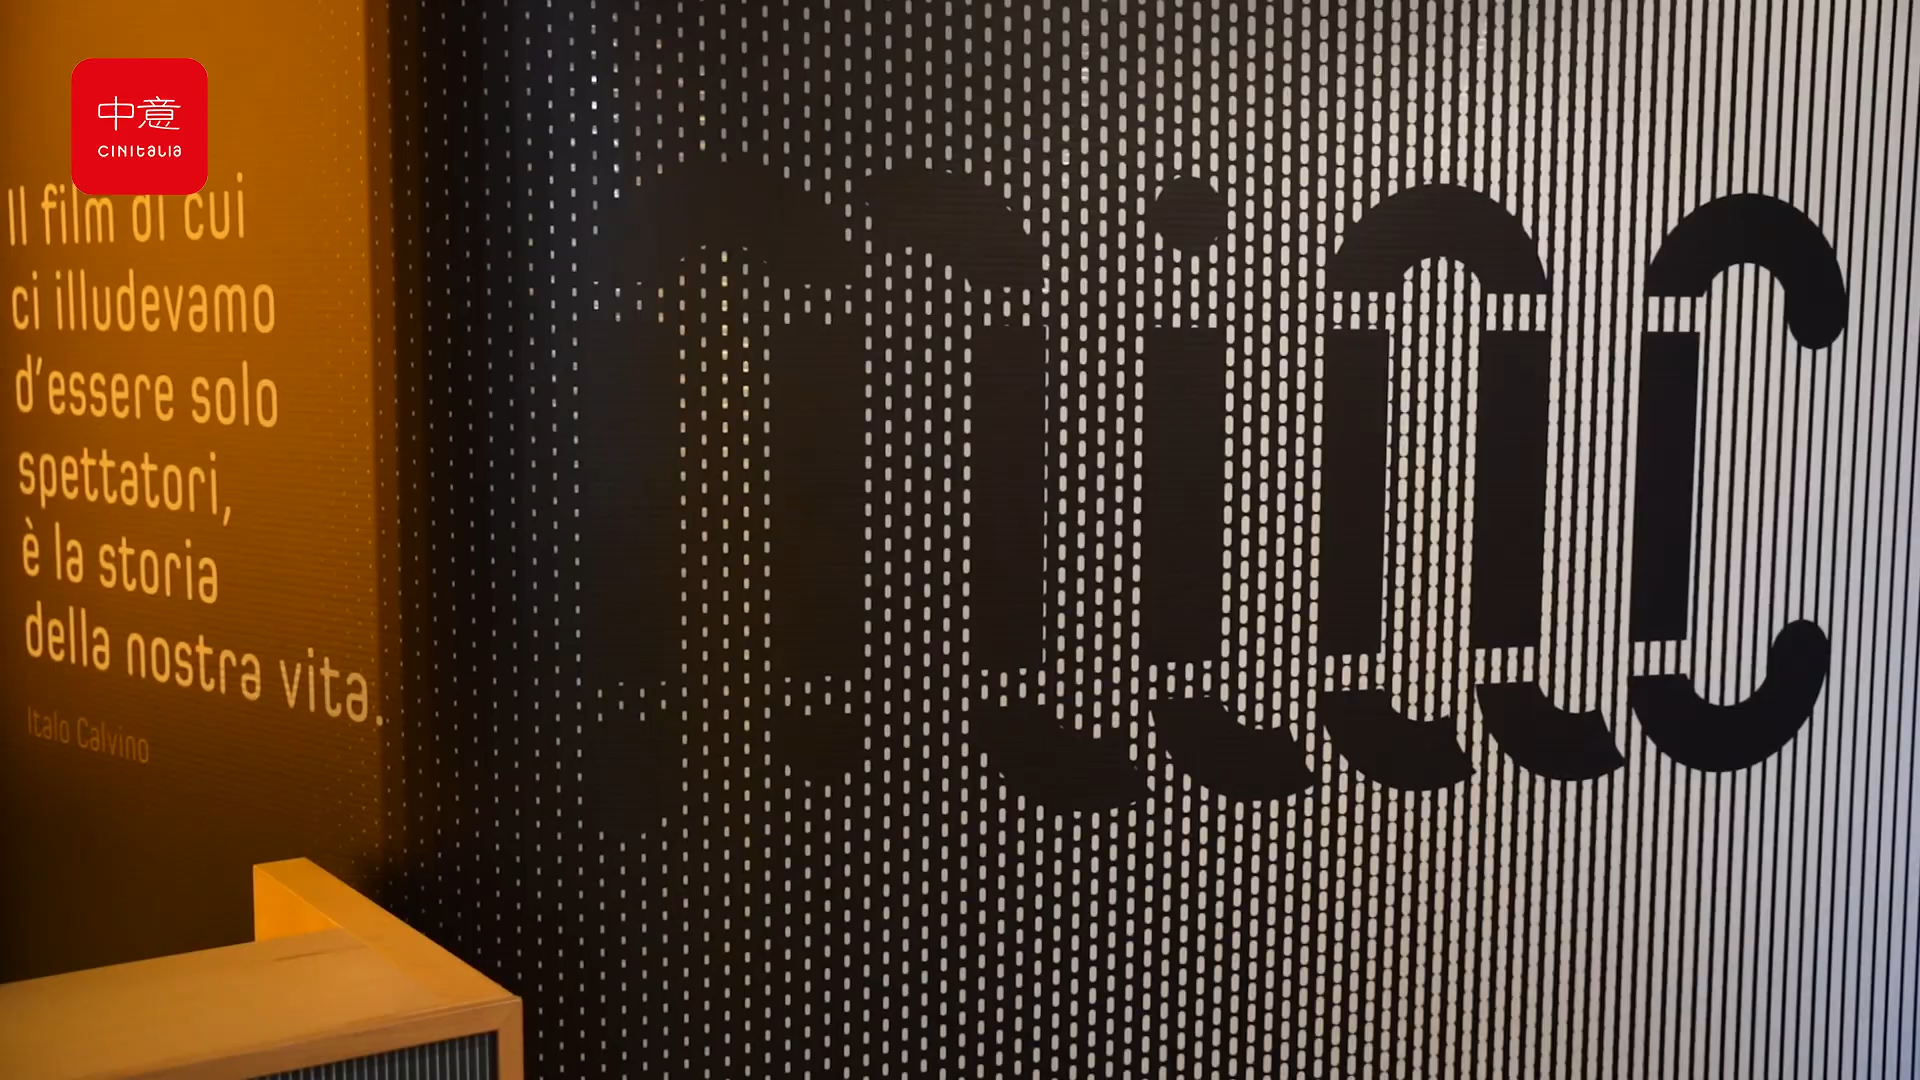 中意
CINITALIA
Il film di cui
ci illudevamo
d'essere solo
spettatori,
è la storia
della nostra vita.
Italo Calvino
minc